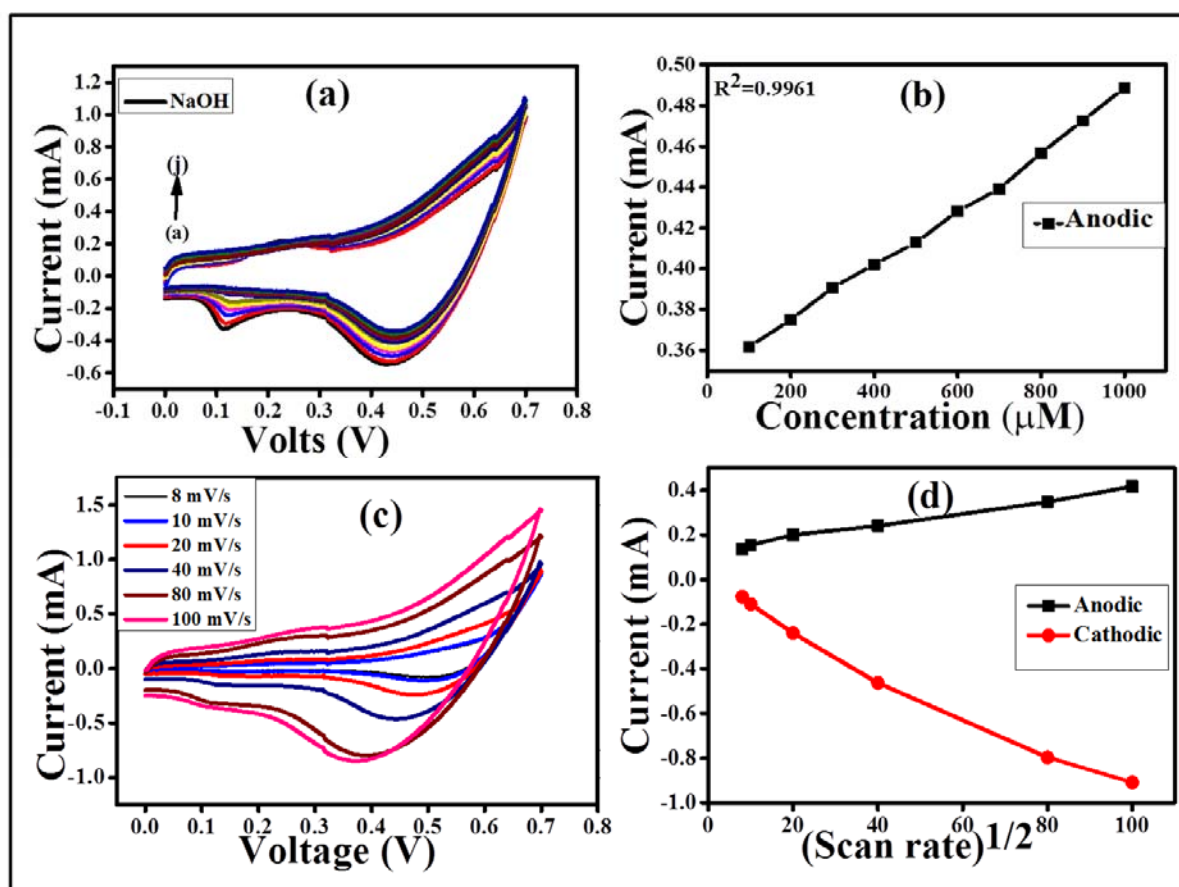 (a)
NaOH
(j)
(a)
1.2
1.0
0.8
0.6
0.4
0.2
0.0
-0.2
-0.4
-0.6
-0.1
0.0
0.1
0.2
0.3
0.4
0.5
0.6
0.7
0.8
Current (mA)
Volts (V)
(b)
R²=0.9961
Anodic
0.50
0.48
0.44
0.40
0.36
0
200
400
600
800
1000
Current (mA)
Concentration (μM)
(c)
8 mV/s
10 mV/s
20 mV/s
40 mV/s
80 mV/s
100 mV/s
1.5
1.0
0.5
0.0
-0.5
-1.0
0.0
0.1
0.2
0.3
0.4
0.5
0.6
0.7
0.8
Current (mA)
Voltage (V)
(d)
Anodic
Cathodic
0.4
0.2
0.0
-0.2
-0.4
-0.6
-0.8
-1.0
0
20
40
60
80
100
Current (m A)
(Scan rate)1/2